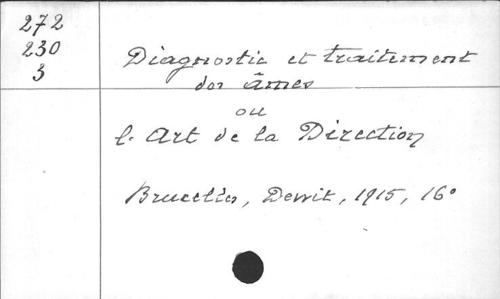 272
230
3
Diagnostic et traitement
des âmes
ou
l'Art de la Direction
Bruxelles, Dewit, 1915, 16°